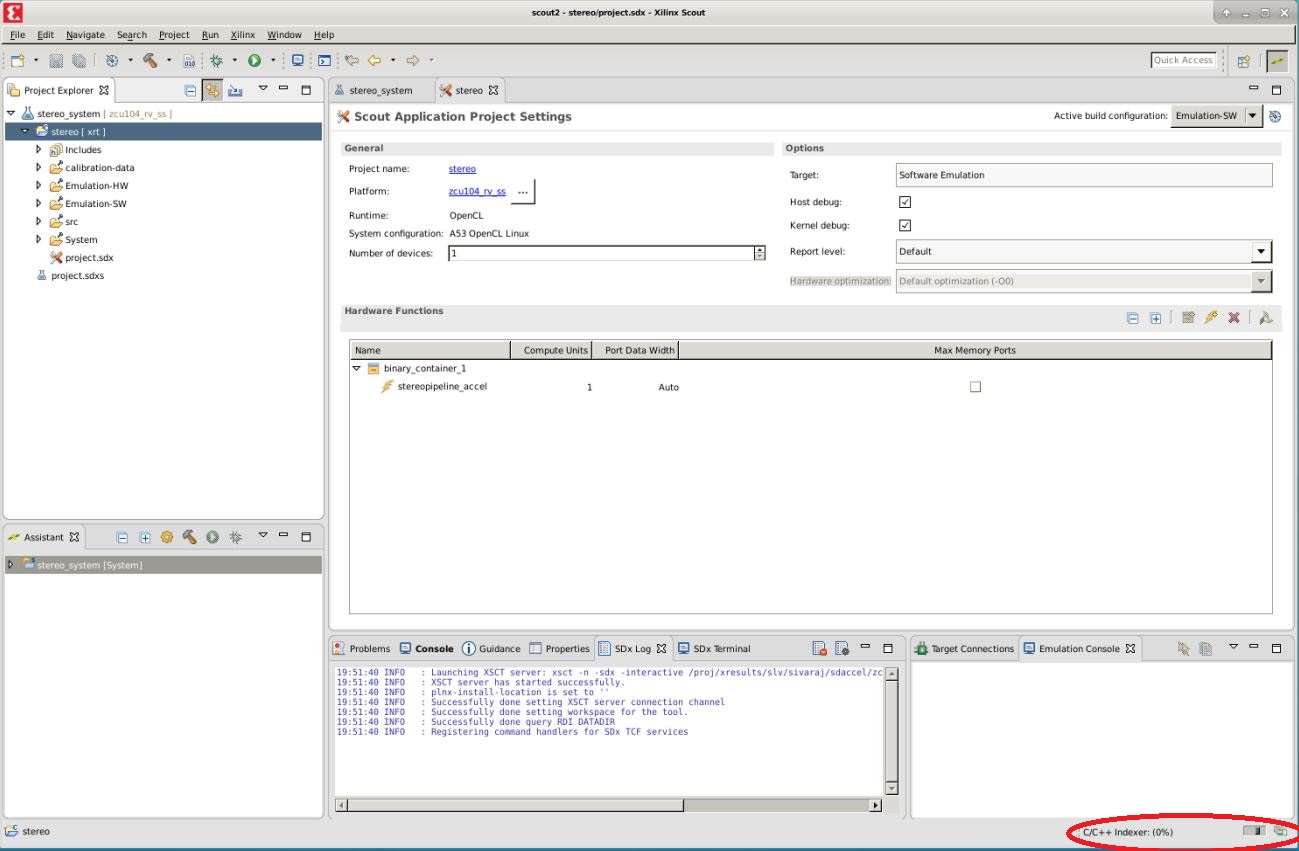 scout2 - stereo/project.sdx - Xilinx Scout
File Edit Navigate Search Project Run Xilinx Window Help
Quick Access
Project Explorer
stereo_system [ zcu104_rv_ss ]
stereo [ xrt ]
Includes
calibration-data
Emulation-HW
Emulation-SW
src
System
project.sdx
project.sdxs
Assistant
stereo_system [System]
stereo_system stereo
Scout Application Project Settings
Active build configuration: Emulation-SW
General
Project name: stereo
Platform: zcu104_rv_ss ...
Runtime: OpenCL
System configuration: A53 OpenCL Linux
Number of devices: 1
Options
Target: Software Emulation
Host debug:
Kernel debug:
Report level: Default
Hardware optimization: Default optimization (-O0)
Hardware Functions
Name Compute Units Port Data Width Max Memory Ports
binary_container_1
stereopipeline_accel 1 Auto
Problems Console Guidance Properties SDx Log SDx Terminal
19:51:40 INFO : Launching XSCT server: xsct -n -sdx -interactive /proj/xresults/slv/sivaraj/sdaccel/zc
19:51:40 INFO : XSCT server has started successfully.
19:51:40 INFO : plnx-install-location is set to ''
19:51:40 INFO : Successfully done setting XSCT server connection channel
19:51:40 INFO : Successfully done setting workspace for the tool.
19:51:40 INFO : Successfully done query RDI DATADIR
19:51:40 INFO : Registering command handlers for SDx TCF services
Target Connections Emulation Console
stereo
C/C++ Indexer: (0%)